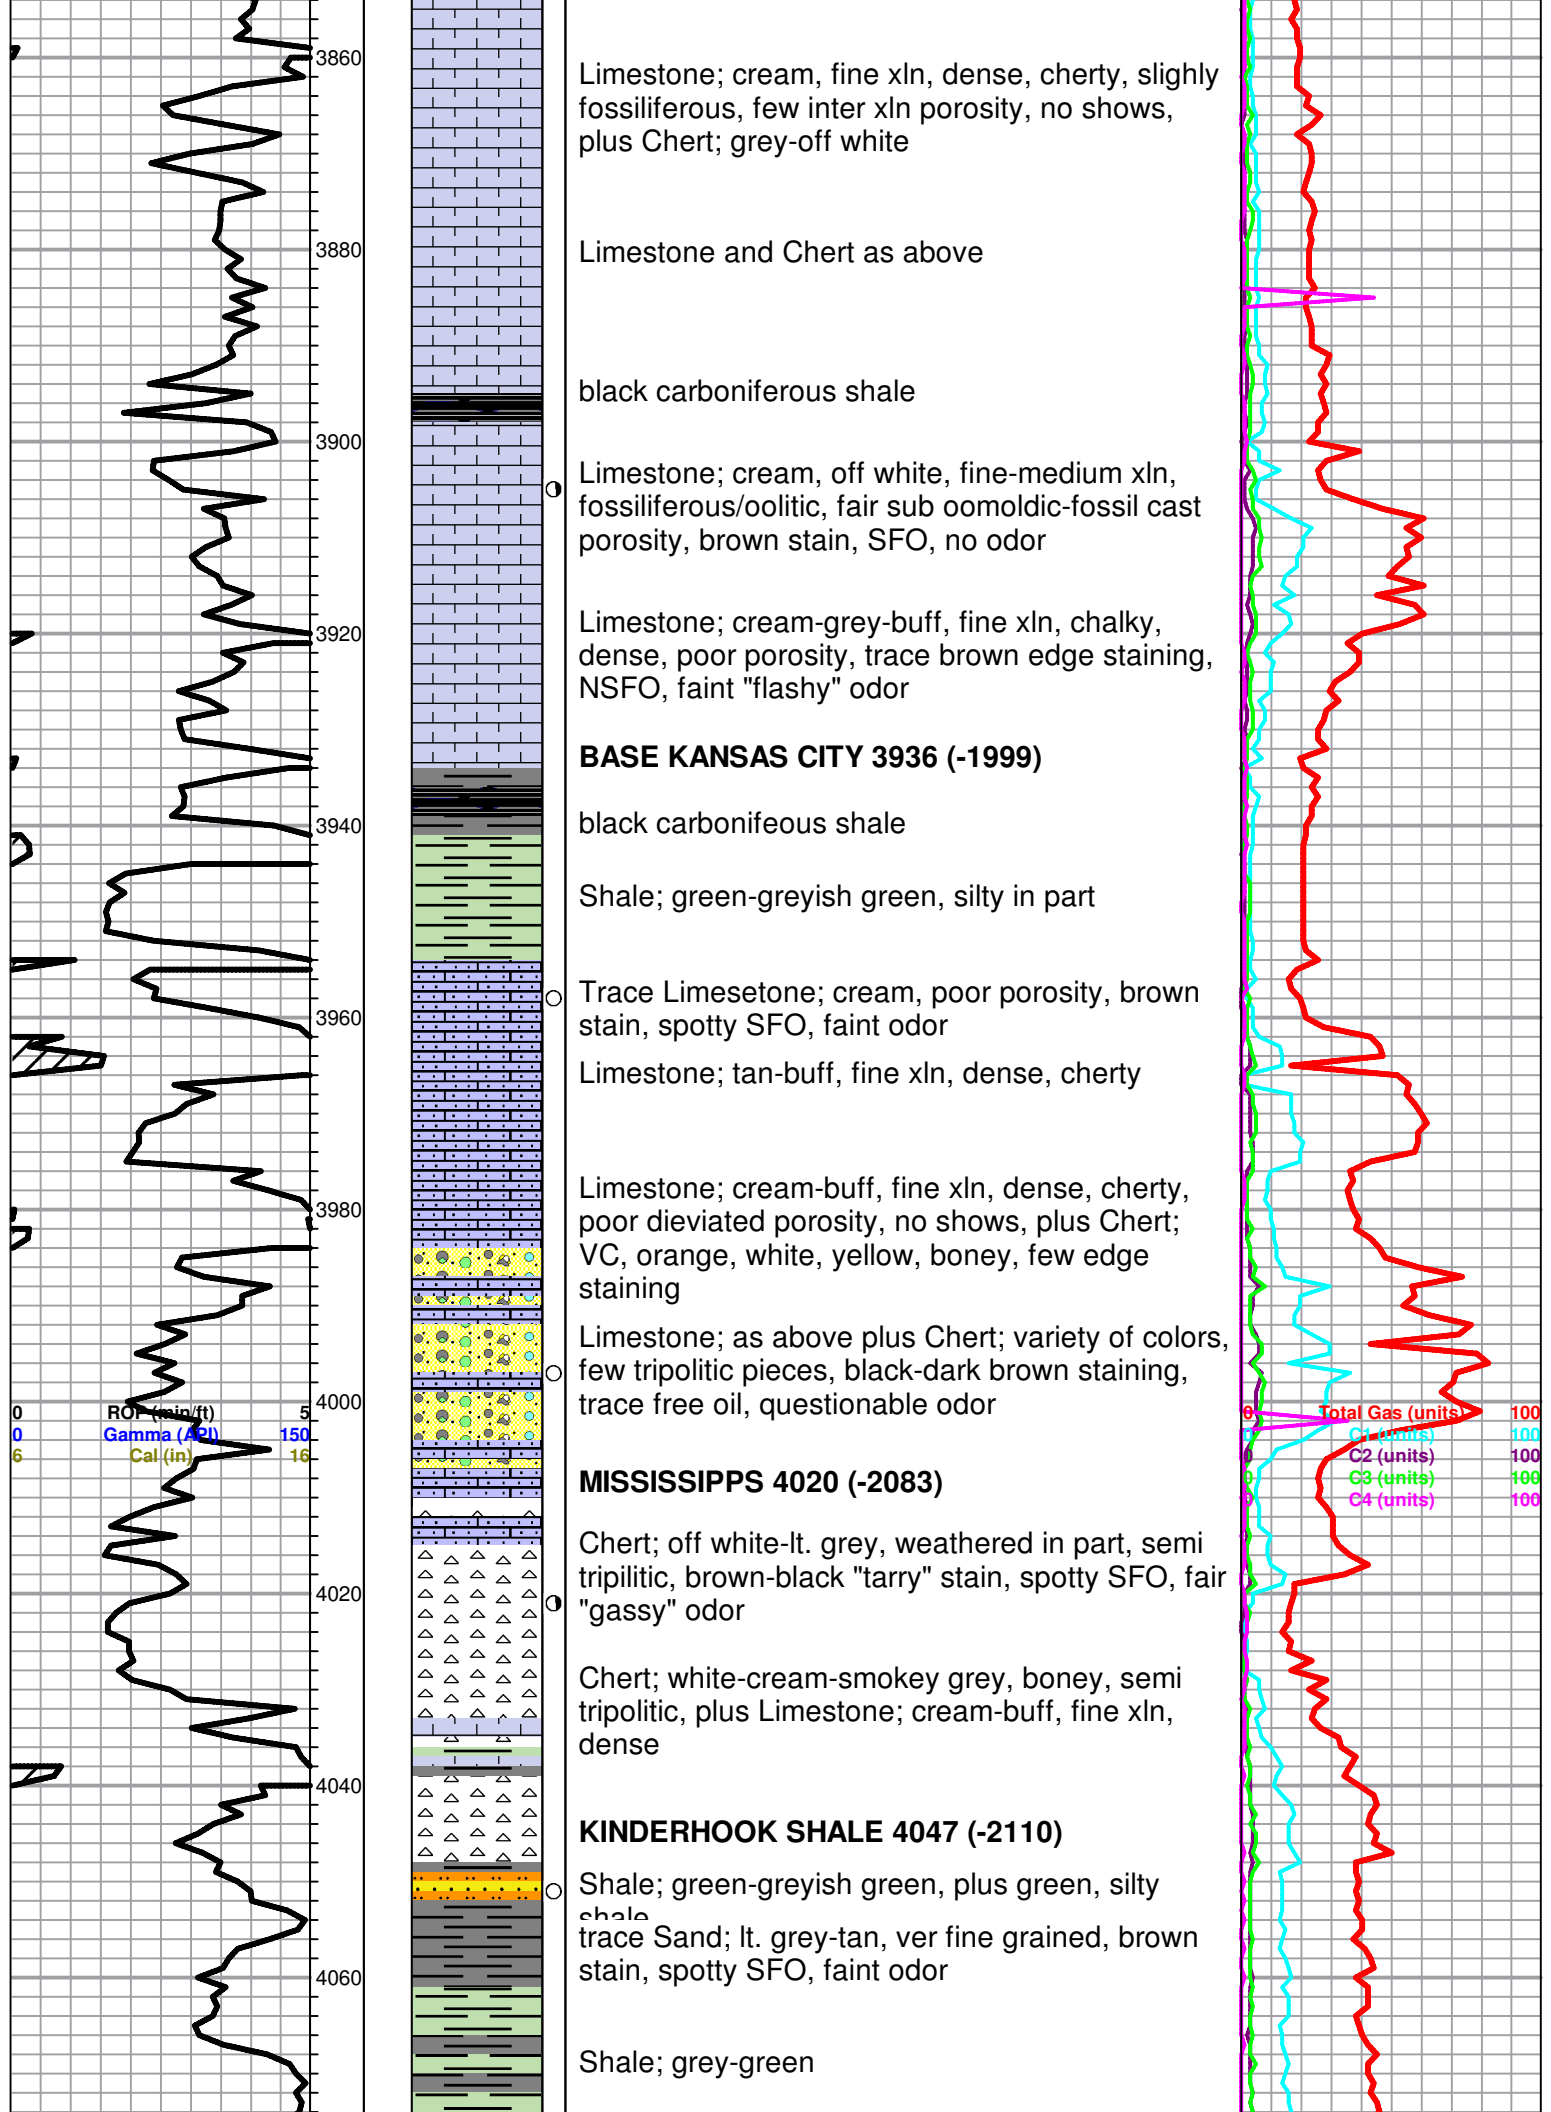 3860
Limestone; cream, fine xln, dense, cherty, slighly
fossiliferous, few inter xln porosity, no shows,
plus Chert; grey-off white
3880
Limestone and Chert as above
black carboniferous shale
3900
Limestone; cream, off white, fine-medium xln,
fossiliferous/oolitic, fair sub oomoldic-fossil cast
porosity, brown stain, SFO, no odor
3920
Limestone; cream-grey-buff, fine xln, chalky,
dense, poor porosity, trace brown edge staining,
NSFO, faint "flashy" odor
BASE KANSAS CITY 3936 (-1999)
3940
black carbonifeous shale
Shale; green-greyish green, silty in part
Trace Limesetone; cream, poor porosity, brown
stain, spotty SFO, faint odor
3960
Limestone; tan-buff, fine xln, dense, cherty
3980
Limestone; cream-buff, fine xln, dense, cherty,
poor dieviated porosity, no shows, plus Chert;
VC, orange, white, yellow, boney, few edge
staining
Limestone; as above plus Chert; variety of colors,
few tripolitic pieces, black-dark brown staining,
trace free oil, questionable odor
4000
0 ROP (min/ft) 5
0 Gamma (API) 150
6 Cal (in) 16
0 Total Gas (units) 100
0 C1 (units) 100
0 C2 (units) 100
0 C3 (units) 100
0 C4 (units) 100
MISSISSIPPS 4020 (-2083)
Chert; off white-lt. grey, weathered in part, semi
tripilitic, brown-black "tarry" stain, spotty SFO, fair
"gassy" odor
4020
Chert; white-cream-smokey grey, boney, semi
tripolitic, plus Limestone; cream-buff, fine xln,
dense
4040
KINDERHOOK SHALE 4047 (-2110)
Shale; green-greyish green, plus green, silty
shale
trace Sand; lt. grey-tan, ver fine grained, brown
stain, spotty SFO, faint odor
4060
Shale; grey-green